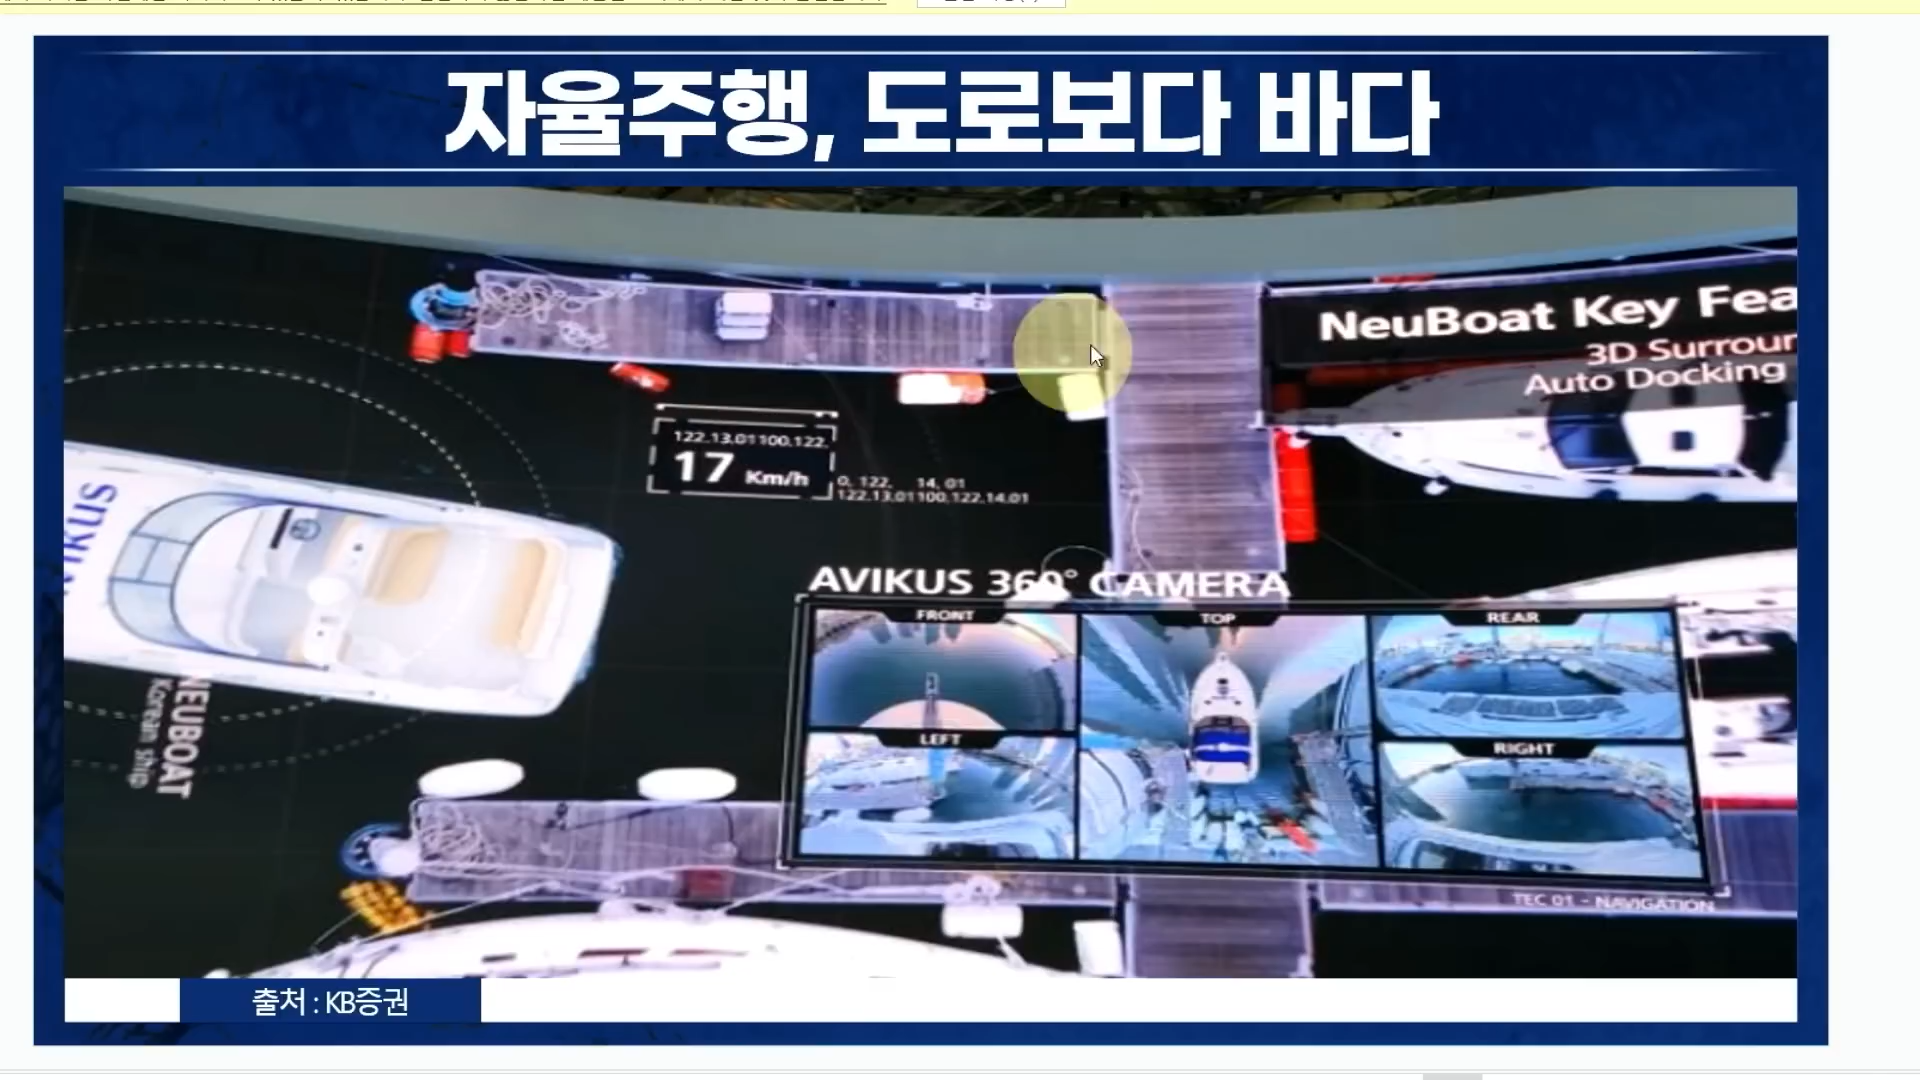 자율주행, 도로보다 바다
NeuBoat Key Fea
3D Surrour
Auto Docking
122.13.01100.122.
17 Km/h
0, 122. 14, 01
122.13.01100.122.14.01
AVIKUS 360° CAMERA
FRONT
TOP
REAR
LEFT
RIGHT
NEUBOAT
Korean ship
TEC 01 - NAVIGATION
출처 : KB증권